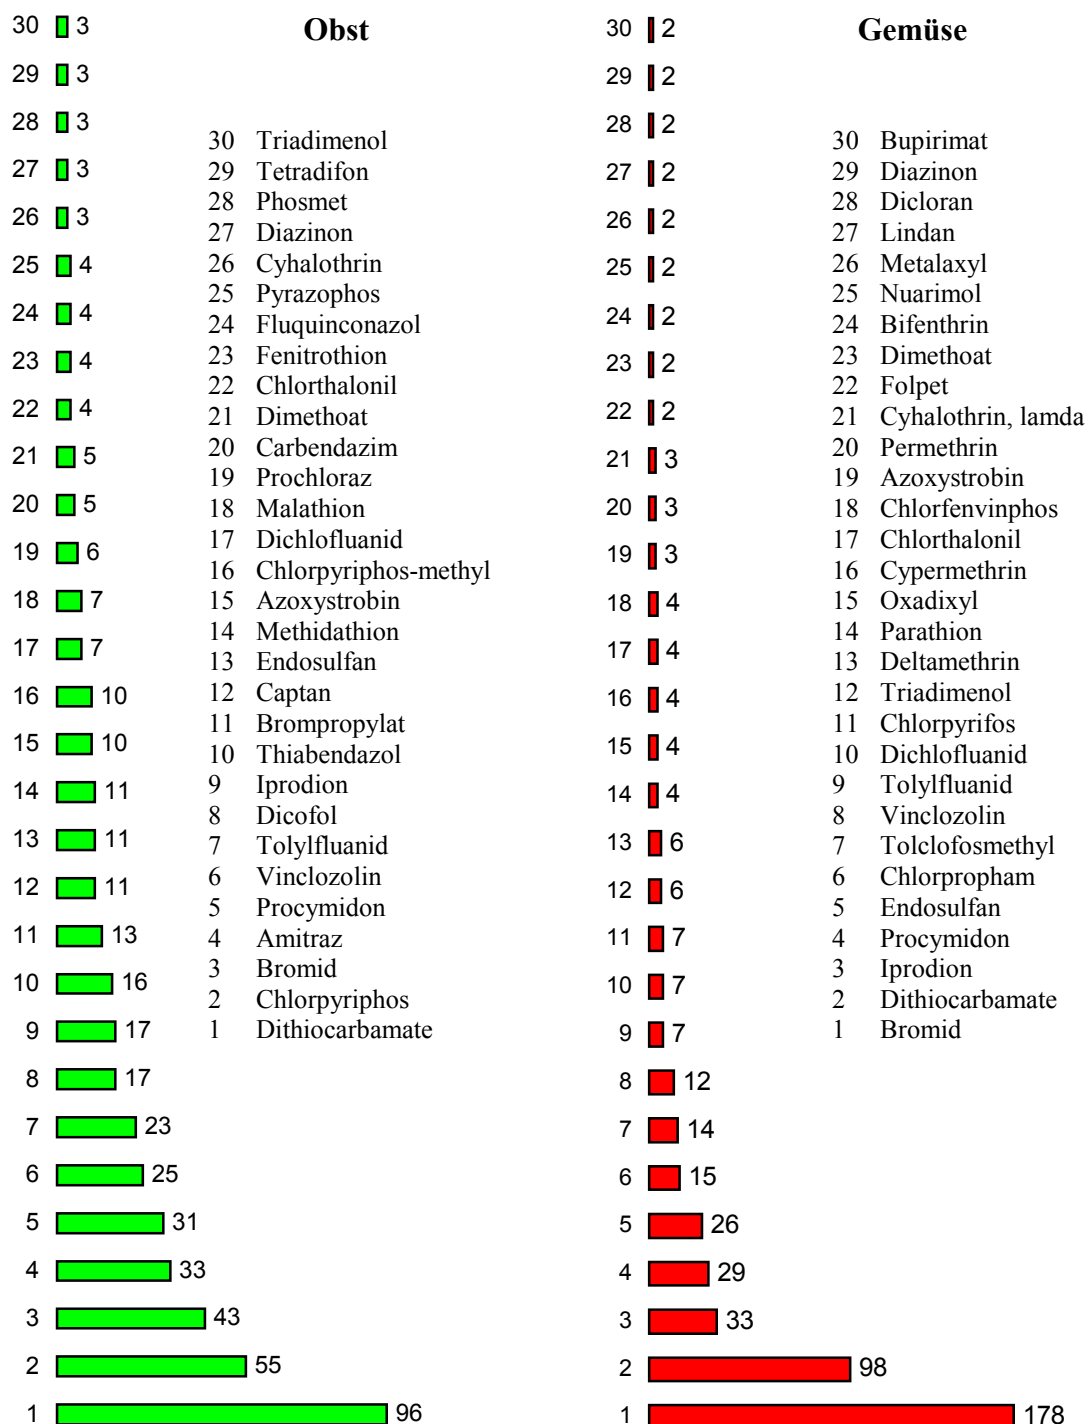 Obst
30 3
29 3
28 3
27 3
26 3
25 4
24 4
23 4
22 4
21 5
20 5
19 6
18 7
17 7
16 10
15 10
14 11
13 11
12 11
11 13
10 16
9 17
8 17
7 23
6 25
5 31
4 33
3 43
2 55
1 96
30 Triadimenol
29 Tetradifon
28 Phosmet
27 Diazinon
26 Cyhalothrin
25 Pyrazophos
24 Fluquinconazol
23 Fenitrothion
22 Chlorthalonil
21 Dimethoat
20 Carbendazim
19 Prochloraz
18 Malathion
17 Dichlofluanid
16 Chlorpyriphos-methyl
15 Azoxystrobin
14 Methidathion
13 Endosulfan
12 Captan
11 Brompropylat
10 Thiabendazol
9 Iprodion
8 Dicofol
7 Tolylfluanid
6 Vinclozolin
5 Procymidon
4 Amitraz
3 Bromid
2 Chlorpyriphos
1 Dithiocarbamate
Gemüse
30 2
29 2
28 2
27 2
26 2
25 2
24 2
23 2
22 2
21 3
20 3
19 3
18 4
17 4
16 4
15 4
14 4
13 6
12 6
11 7
10 7
9 7
8 12
7 14
6 15
5 26
4 29
3 33
2 98
1 178
30 Bupirimat
29 Diazinon
28 Dicloran
27 Lindan
26 Metalaxyl
25 Nuarimol
24 Bifenthrin
23 Dimethoat
22 Folpet
21 Cyhalothrin, lamda
20 Permethrin
19 Azoxystrobin
18 Chlorfenvinphos
17 Chlorthalonil
16 Cypermethrin
15 Oxadixyl
14 Parathion
13 Deltamethrin
12 Triadimenol
11 Chlorpyrifos
10 Dichlofluanid
9 Tolylfluanid
8 Vinclozolin
7 Tolclofosmethyl
6 Chlorpropham
5 Endosulfan
4 Procymidon
3 Iprodion
2 Dithiocarbamate
1 Bromid